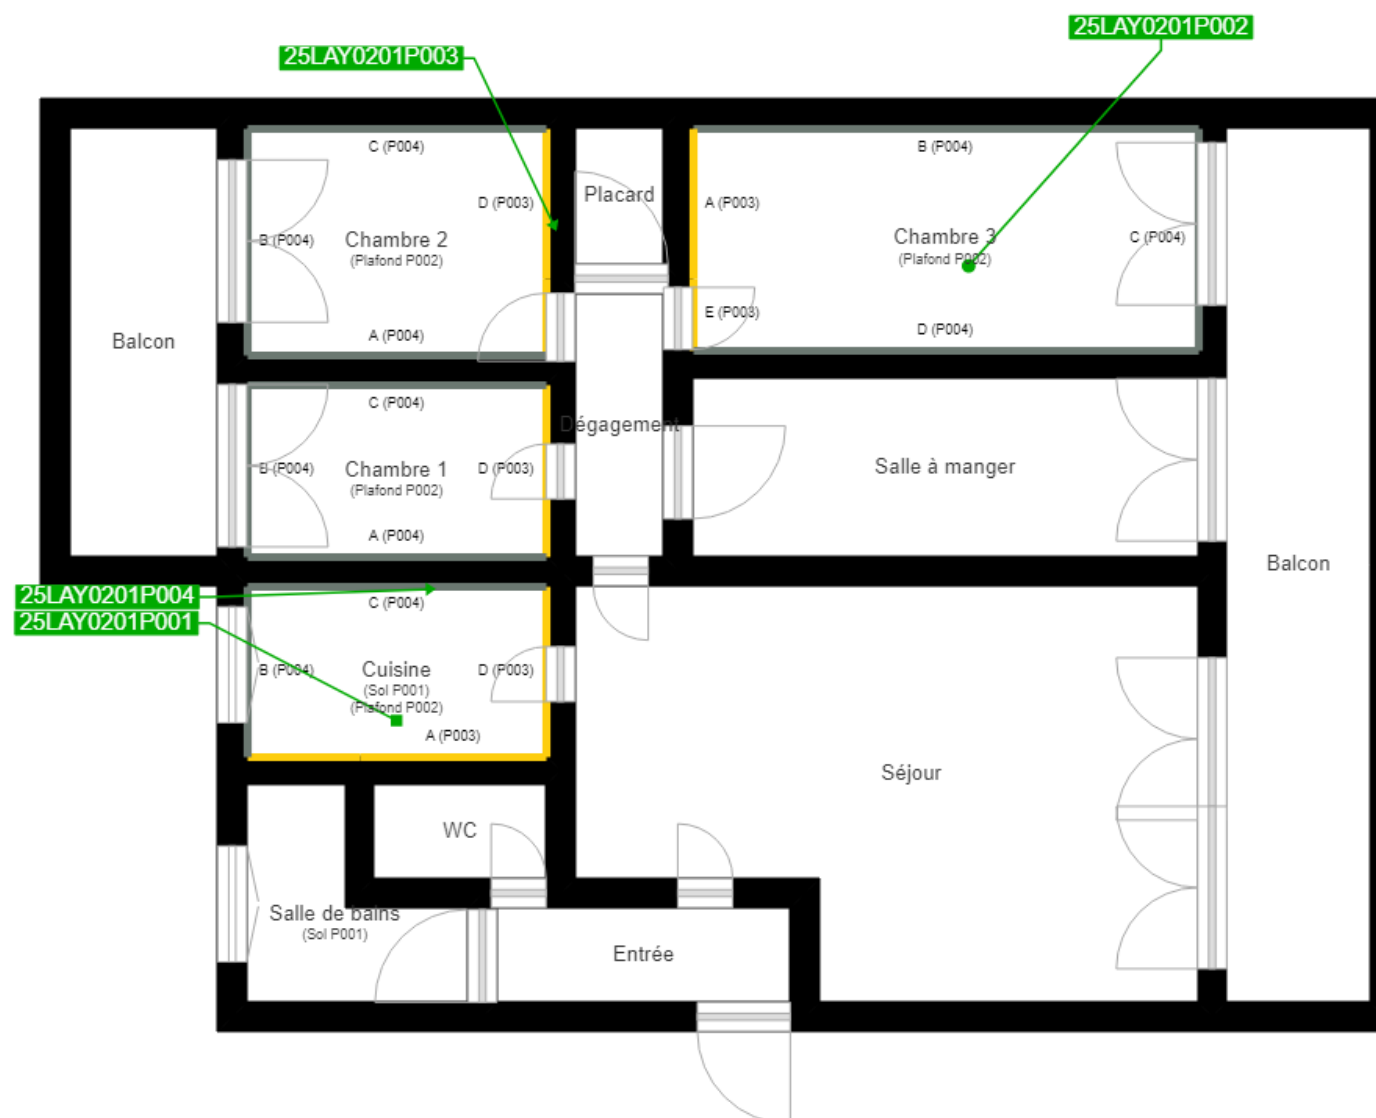 25LAY0201P002
25LAY0201P003
C (P004)
B (P004)
Placard
D (P003)
A (P003)
Chambre 2
(Plafond P002)
B (P004)
Chambre 3
(Plafond P002)
C (P004)
E (P003)
A (P004)
D (P004)
Balcon
C (P004)
Dégagement
B (P004)
Chambre 1
(Plafond P002)
D (P003)
Salle à manger
A (P004)
Balcon
25LAY0201P004
C (P004)
25LAY0201P001
B (P004)
Cuisine
(Sol P001)
(Plafond P002)
D (P003)
A (P003)
Séjour
WC
Salle de bains
(Sol P001)
Entrée